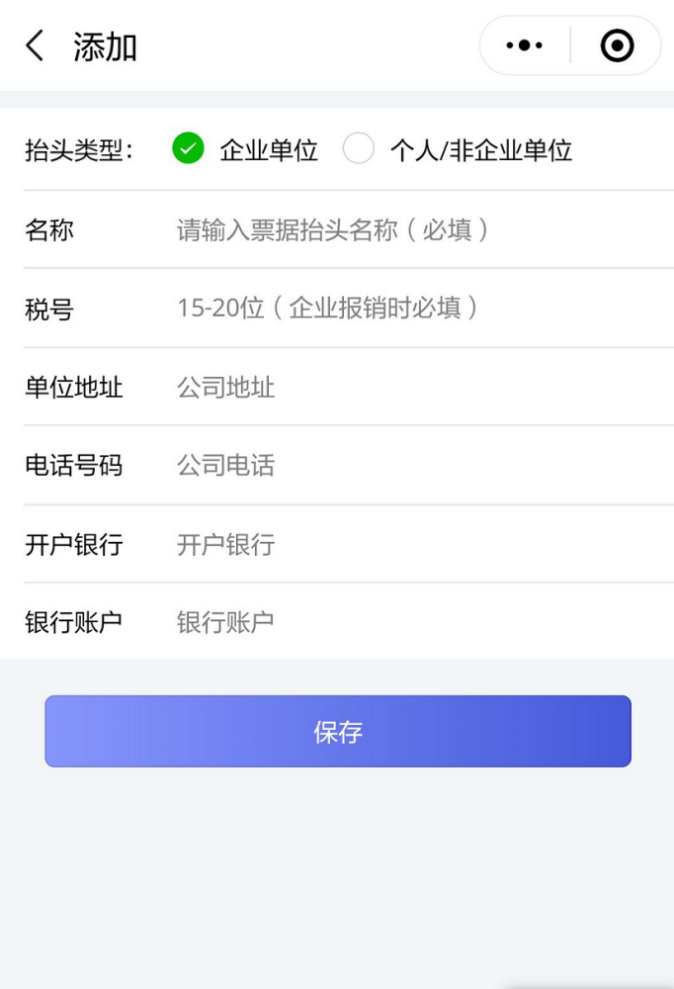 添加
抬头类型： 企业单位 个人/非企业单位
名称 请输入票据抬头名称（必填）
税号 15-20位（企业报销时必填）
单位地址 公司地址
电话号码 公司电话
开户银行 开户银行
银行账户 银行账户
保存